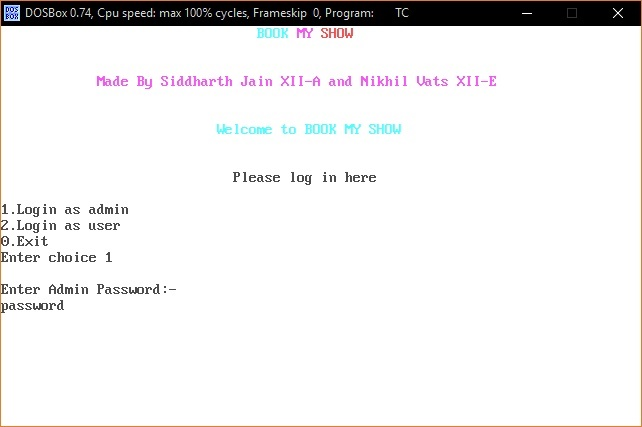 DOS BOX DOSBox 0.74, Cpu speed: max 100% cycles, Frameskip 0, Program: TC
BOOK MY SHOW
Made By Siddharth Jain XII-A and Nikhil Vats XII-E
Welcome to BOOK MY SHOW
Please log in here
1.Login as admin
2.Login as user
0.Exit
Enter choice 1
Enter Admin Password:-
password